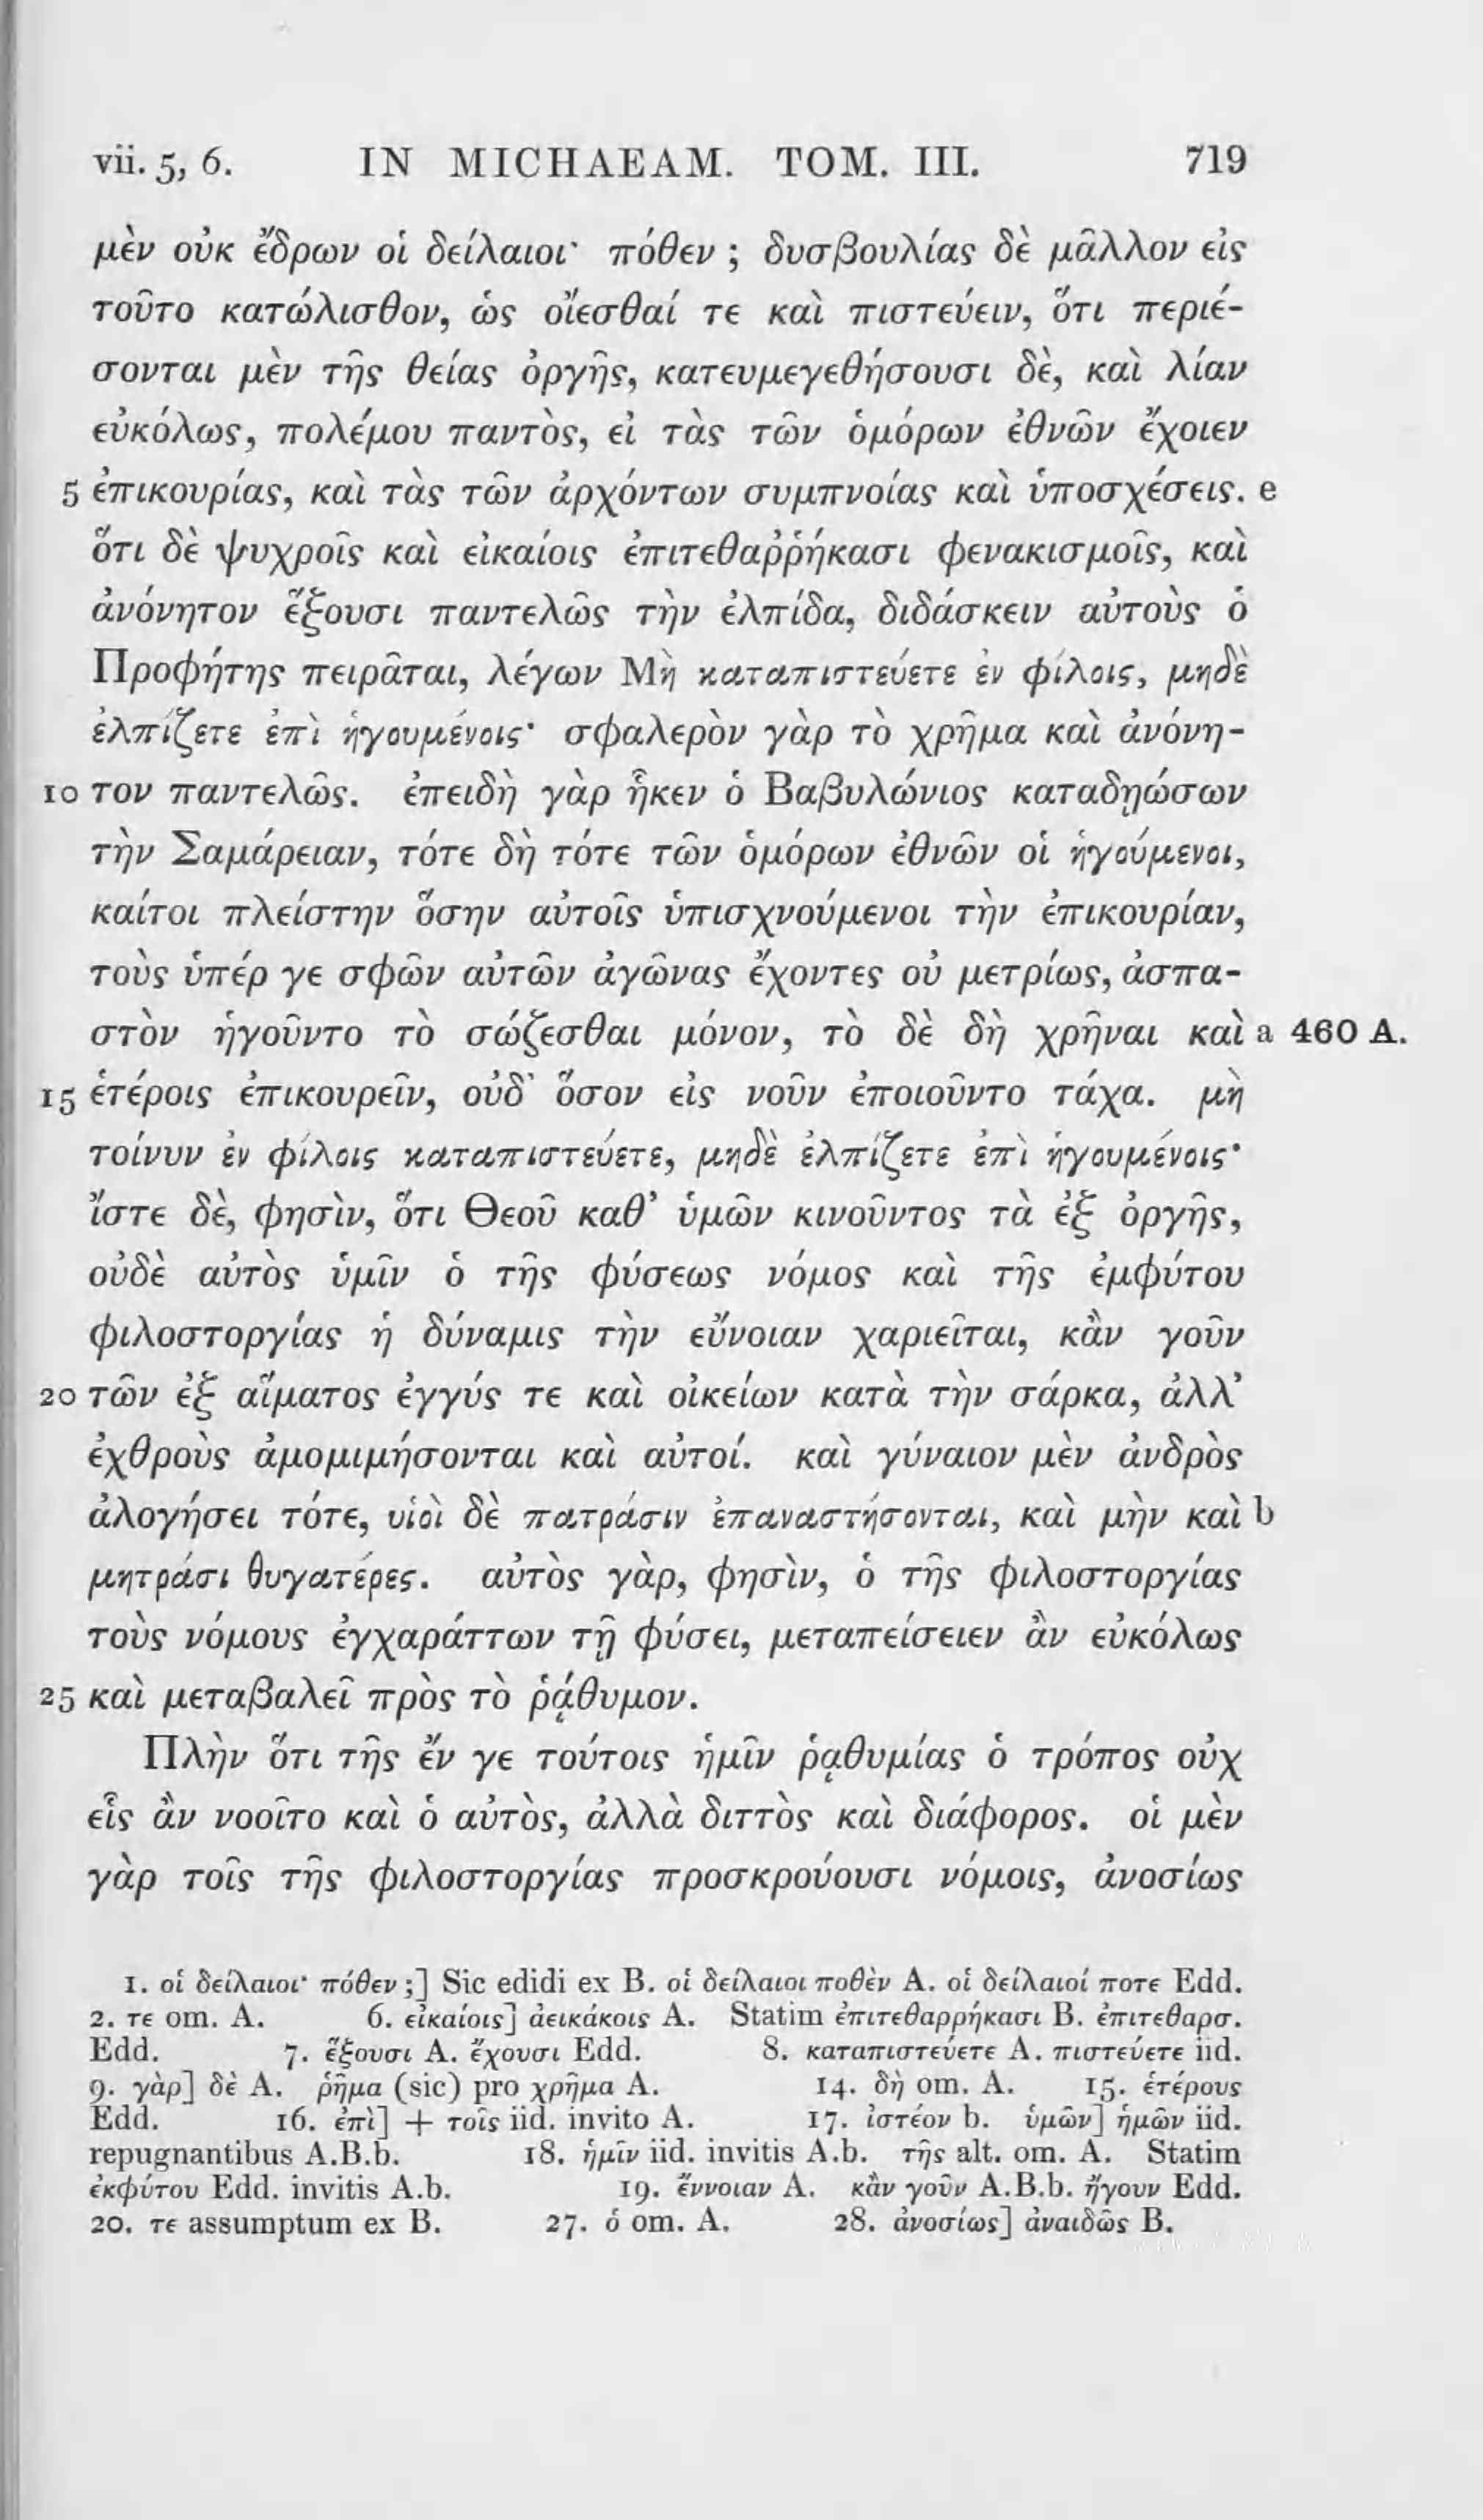 vii. 5, 6. IN MICHAEAM. TOM. III. 719
μὲν οὐκ ἔδρων οἱ δείλαιοι· πόθεν ; δυσβουλίας δὲ μᾶλλον εἰς
τοῦτο κατώλισθον, ὡς οἴεσθαί τε καὶ πιστεύειν, ὅτι περιέ-
σονται μὲν τῆς θείας ὀργῆς, κατευμεγεθήσουσι δὲ, καὶ λίαν
εὐκόλως, πολέμου παντὸς, εἰ τὰς τῶν ὁμόρων ἐθνῶν ἔχοιεν
5 ἐπικουρίας, καὶ τὰς τῶν ἀρχόντων συμπνοίας καὶ ὑποσχέσεις. e
ὅτι δὲ ψυχροῖς καὶ εἰκαίοις ἐπιτεθαῤῥήκασι φενακισμοῖς, καὶ
ἀνόνητον ἕξουσι παντελῶς τὴν ἐλπίδα, διδάσκειν αὐτοὺς ὁ
Προφήτης πειρᾶται, λέγων Μὴ καταπιστεύετε ἐν φίλοις, μηδὲ
ἐλπίζετε ἐπὶ ἡγουμένοις· σφαλερὸν γὰρ τὸ χρῆμα καὶ ἀνόνη-
10 τον παντελῶς. ἐπειδὴ γὰρ ἧκεν ὁ Βαβυλώνιος καταδῃώσων
τὴν Σαμάρειαν, τότε δὴ τότε τῶν ὁμόρων ἐθνῶν οἱ ἡγούμενοι,
καίτοι πλείστην ὅσην αὐτοῖς ὑπισχνούμενοι τὴν ἐπικουρίαν,
τοὺς ὑπέρ γε σφῶν αὐτῶν ἀγῶνας ἔχοντες οὐ μετρίως, ἀσπα-
στὸν ἡγοῦντο τὸ σώζεσθαι μόνον, τὸ δὲ δὴ χρῆναι καὶ a 460 A.
15 ἑτέροις ἐπικουρεῖν, οὐδ' ὅσον εἰς νοῦν ἐποιοῦντο τάχα. μὴ
τοίνυν ἐν φίλοις καταπιστεύετε, μηδὲ ἐλπίζετε ἐπὶ ἡγουμένοις·
ἴστε δὲ, φησὶν, ὅτι Θεοῦ καθ' ὑμῶν κινοῦντος τὰ ἐξ ὀργῆς,
οὐδὲ αὐτὸς ὑμῖν ὁ τῆς φύσεως νόμος καὶ τῆς ἐμφύτου
φιλοστοργίας ἡ δύναμις τὴν εὔνοιαν χαριεῖται, κἂν γοῦν
20 τῶν ἐξ αἵματος ἐγγύς τε καὶ οἰκείων κατὰ τὴν σάρκα, ἀλλ'
ἐχθροὺς ἀμομιμήσονται καὶ αὐτοί. καὶ γύναιον μὲν ἀνδρὸς
ἀλογήσει τότε, υἱοὶ δὲ πατράσιν ἐπαναστήσονται, καὶ μὴν καὶ b
μητράσι θυγατέρες. αὐτὸς γὰρ, φησὶν, ὁ τῆς φιλοστοργίας
τοὺς νόμους ἐγχαράττων τῇ φύσει, μεταπείσειεν ἂν εὐκόλως
25 καὶ μεταβαλεῖ πρὸς τὸ ῥᾴθυμον.
Πλὴν ὅτι τῆς ἔν γε τούτοις ἡμῖν ῥᾳθυμίας ὁ τρόπος οὐχ
εἷς ἂν νοοῖτο καὶ ὁ αὐτὸς, ἀλλὰ διττὸς καὶ διάφορος. οἱ μὲν
γὰρ τοῖς τῆς φιλοστοργίας προσκρούουσι νόμοις, ἀνοσίως
1. οἱ δείλαιοι· πόθεν ;] Sic edidi ex B. οἱ δείλαιοι ποθὲν A. οἱ δείλαιοί ποτε Edd.
2. τε om. A. 6. εἰκαίοις] ἀεικάκοις A. Statim ἐπιτεθαρρήκασι B. ἐπιτεθαρσ.
Edd. 7. ἕξουσι A. ἔχουσι Edd. 8. καταπιστεύετε A. πιστεύετε iid.
9. γὰρ] δὲ A. ῥῆμα (sic) pro χρῆμα A. 14. δὴ om. A. 15. ἑτέρους
Edd. 16. ἐπὶ] + τοῖς iid. invito A. 17. ἰστέον b. ὑμῶν] ἡμῶν iid.
repugnantibus A.B.b. 18. ἡμῖν iid. invitis A.b. τῆς alt. om. A. Statim
ἐκφύτου Edd. invitis A.b. 19. ἔννοιαν A. κἂν γοῦν A.B.b. ἤγουν Edd.
20. τε assumptum ex B. 27. ὁ om. A. 28. ἀνοσίως] ἀναιδῶς B.